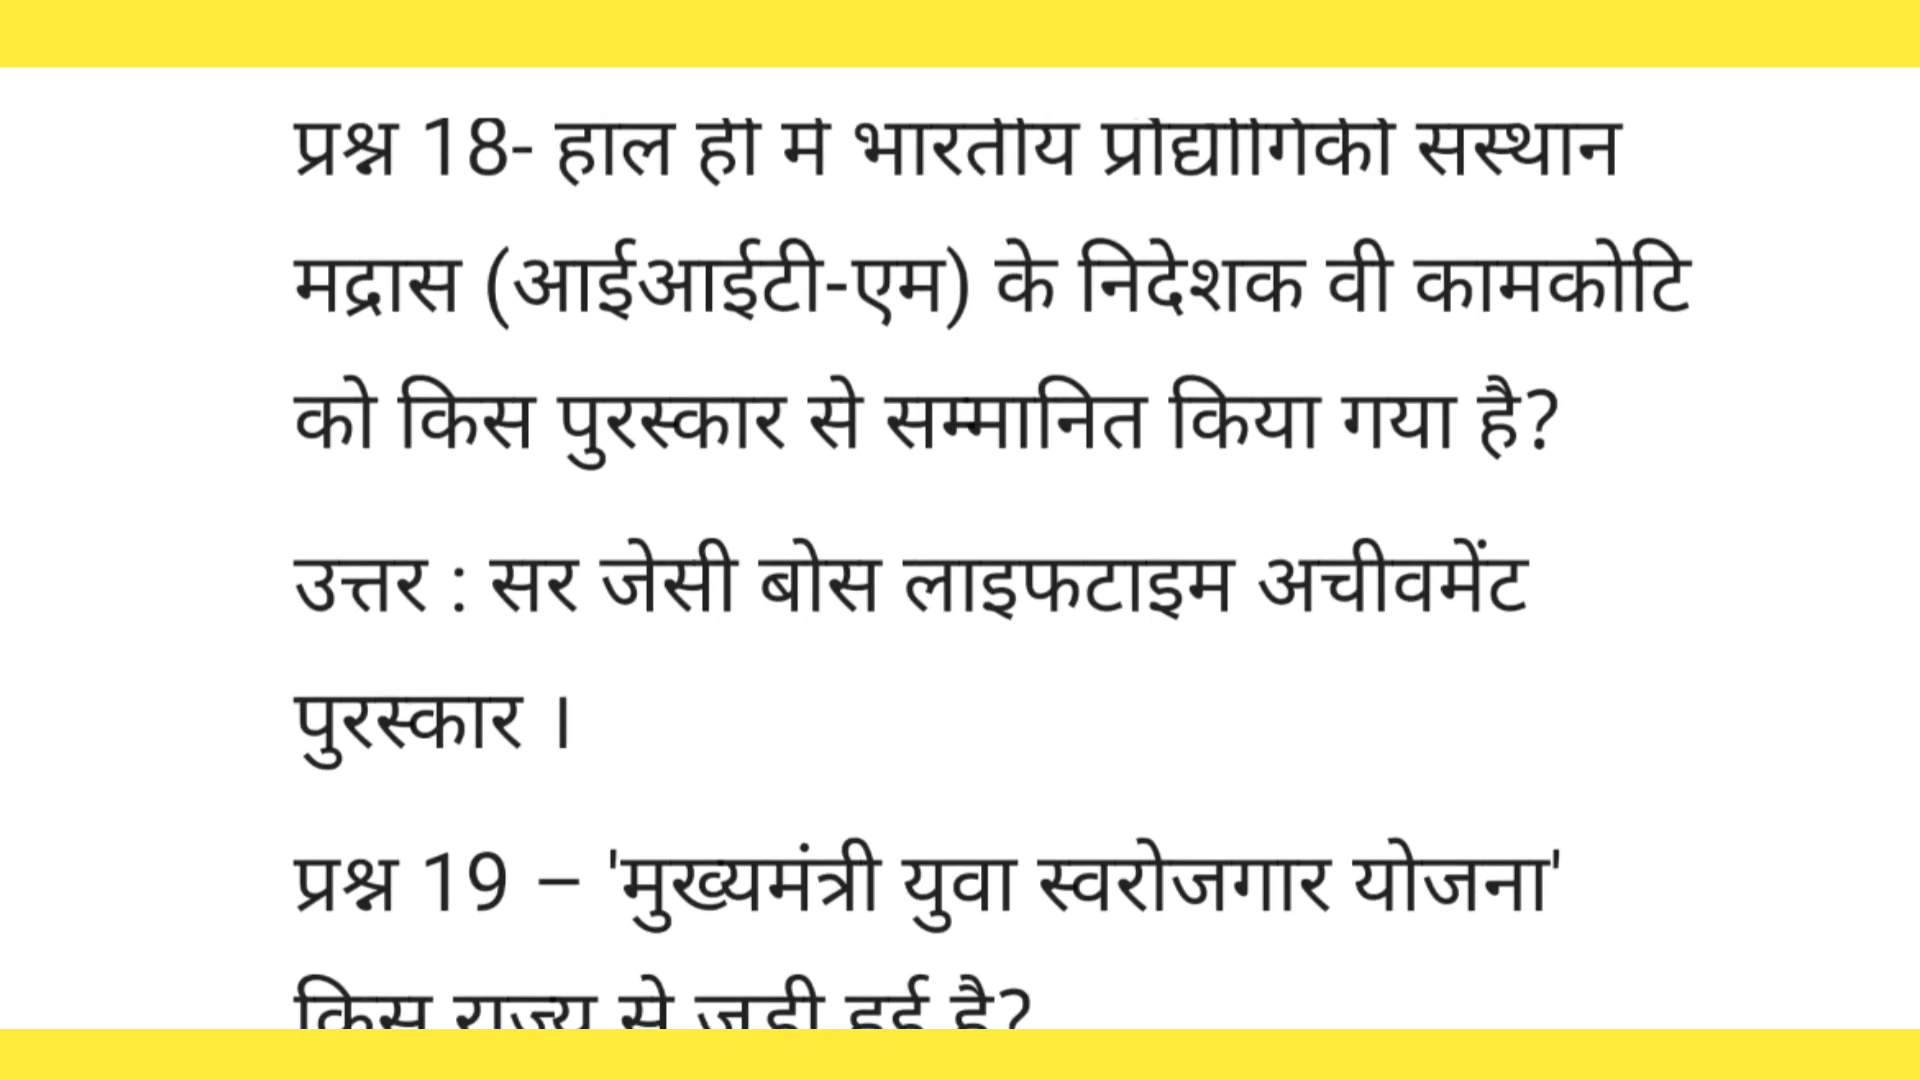 प्रश्न 18- हाल ही में भारतीय प्रौद्योगिकी संस्थान
मद्रास (आईआईटी-एम) के निदेशक वी कामकोटि
को किस पुरस्कार से सम्मानित किया गया है?
उत्तर : सर जेसी बोस लाइफटाइम अचीवमेंट
पुरस्कार ।
प्रश्न 19 – 'मुख्यमंत्री युवा स्वरोजगार योजना'
किस राज्य से जुड़ी हुई है?